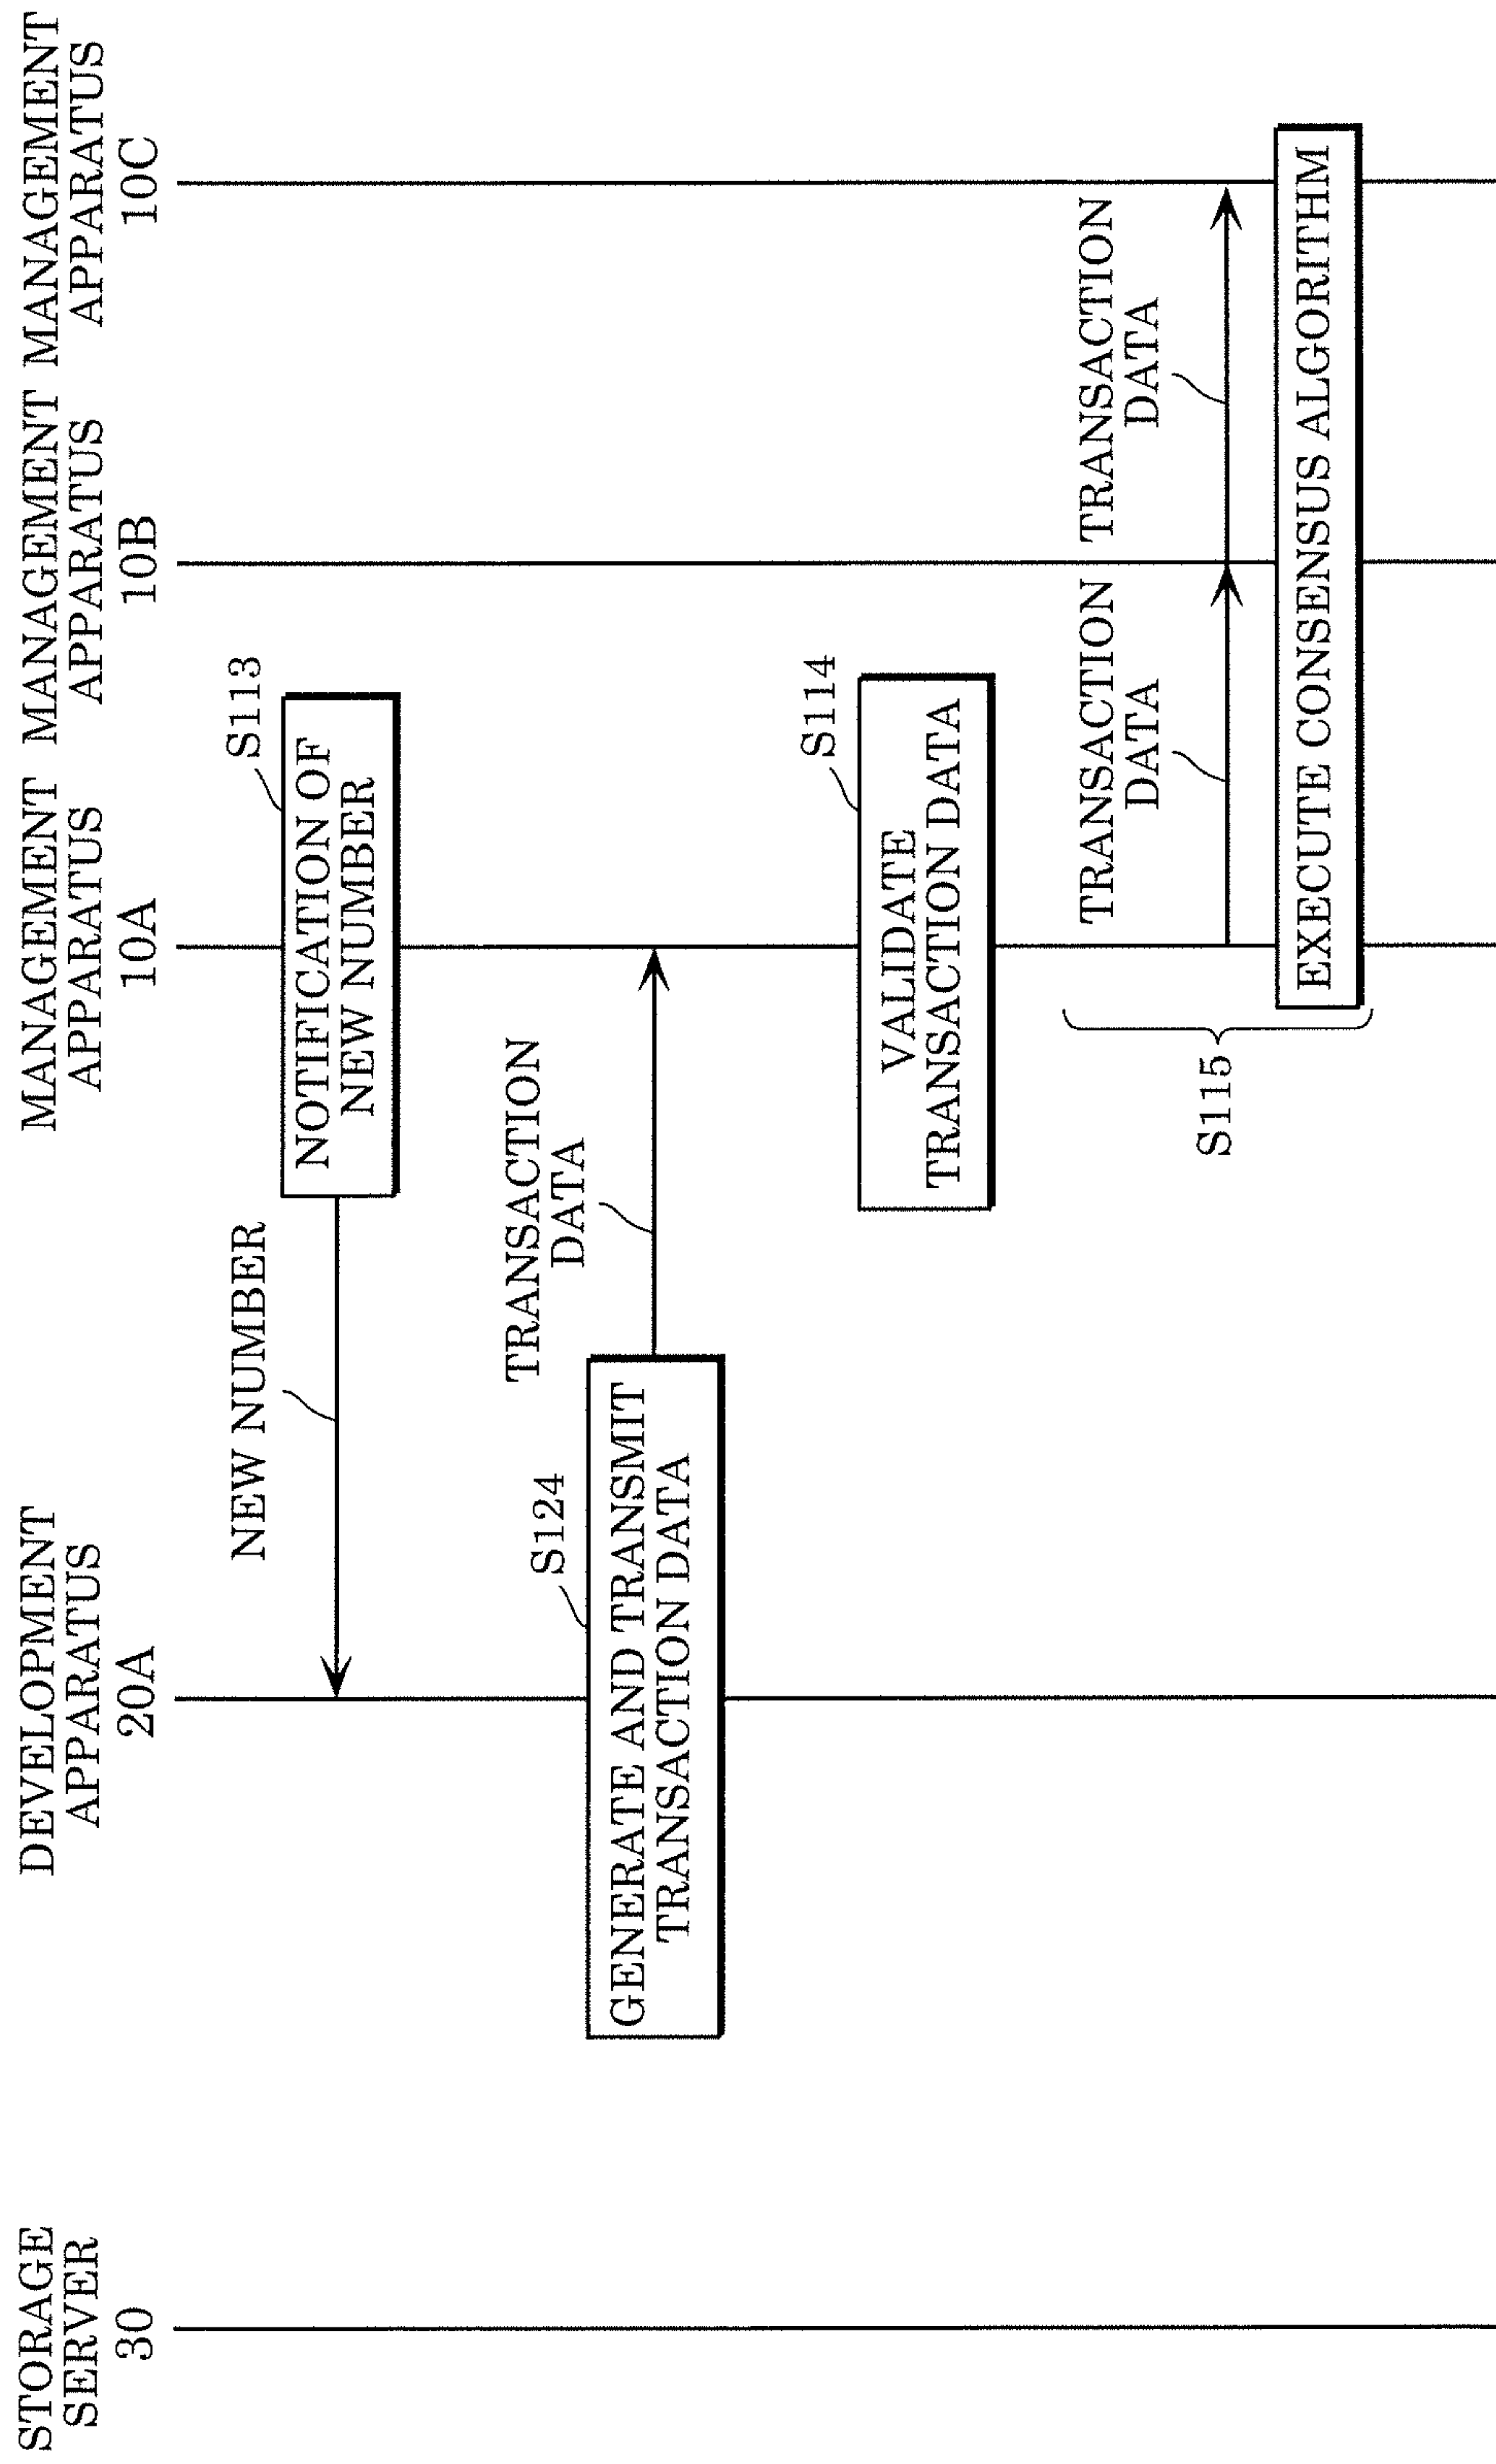 STORAGE
SERVER
30
DEVELOPMENT
APPARATUS
20A
MANAGEMENT
APPARATUS
10A
MANAGEMENT
APPARATUS
10B
MANAGEMENT
APPARATUS
10C
NEW NUMBER
S113
NOTIFICATION OF
NEW NUMBER
S124
GENERATE AND TRANSMIT
TRANSACTION DATA
TRANSACTION
DATA
S114
VALIDATE
TRANSACTION DATA
S115
TRANSACTION
DATA
TRANSACTION
DATA
EXECUTE CONSENSUS ALGORITHM